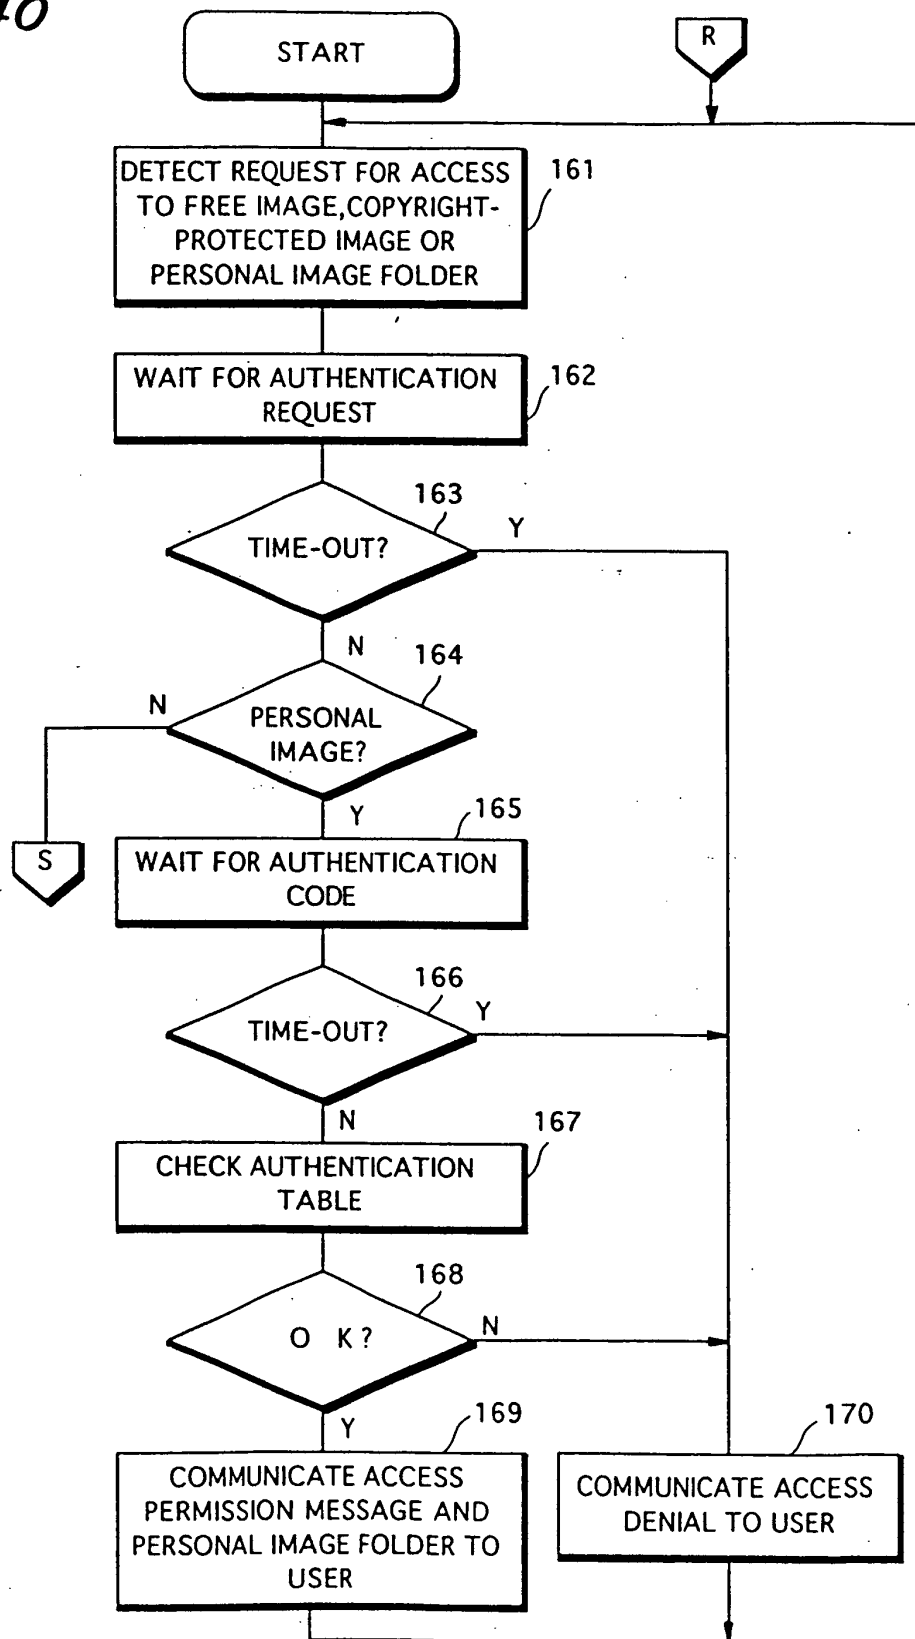 40
START
R
DETECT REQUEST FOR ACCESS
TO FREE IMAGE,COPYRIGHT-
PROTECTED IMAGE OR
PERSONAL IMAGE FOLDER
161
WAIT FOR AUTHENTICATION
REQUEST
162
163
TIME-OUT?
Y
N
164
N
PERSONAL
IMAGE?
Y
165
S
WAIT FOR AUTHENTICATION
CODE
166
TIME-OUT?
Y
N
167
CHECK AUTHENTICATION
TABLE
168
O K?
N
Y
169
170
COMMUNICATE ACCESS
PERMISSION MESSAGE AND
PERSONAL IMAGE FOLDER TO
USER
COMMUNICATE ACCESS
DENIAL TO USER